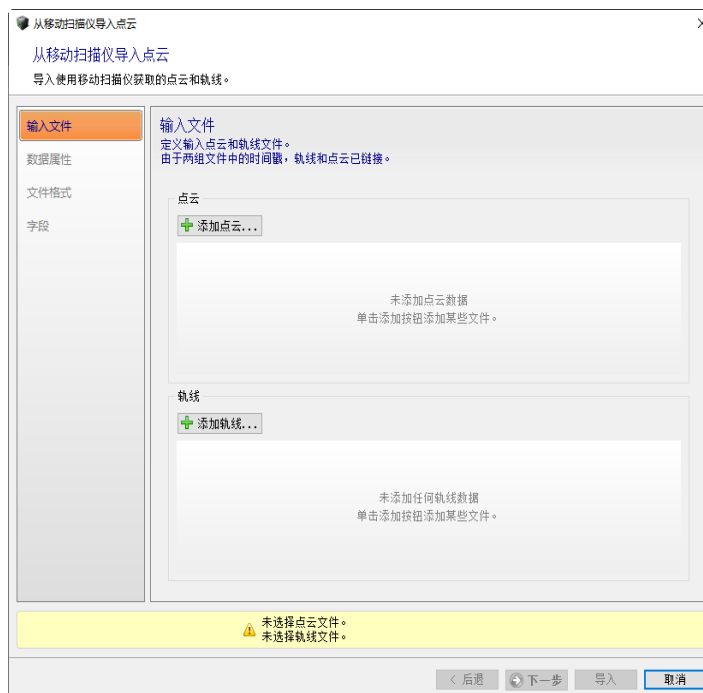 从移动扫描仪导入点云
从移动扫描仪导入点云
导入使用移动扫描仪获取的点云和轨线。
输入文件
数据属性
文件格式
字段
输入文件
定义输入点云和轨线文件。
由于两组文件中的时间戳，轨线和点云已链接。
点云
添加点云...
未添加点云数据
单击添加按钮添加某些文件。
轨线
添加轨线...
未添加任何轨线数据
单击添加按钮添加某些文件。
未选择点云文件。
未选择轨线文件。
< 后退
下一步
导入
取消